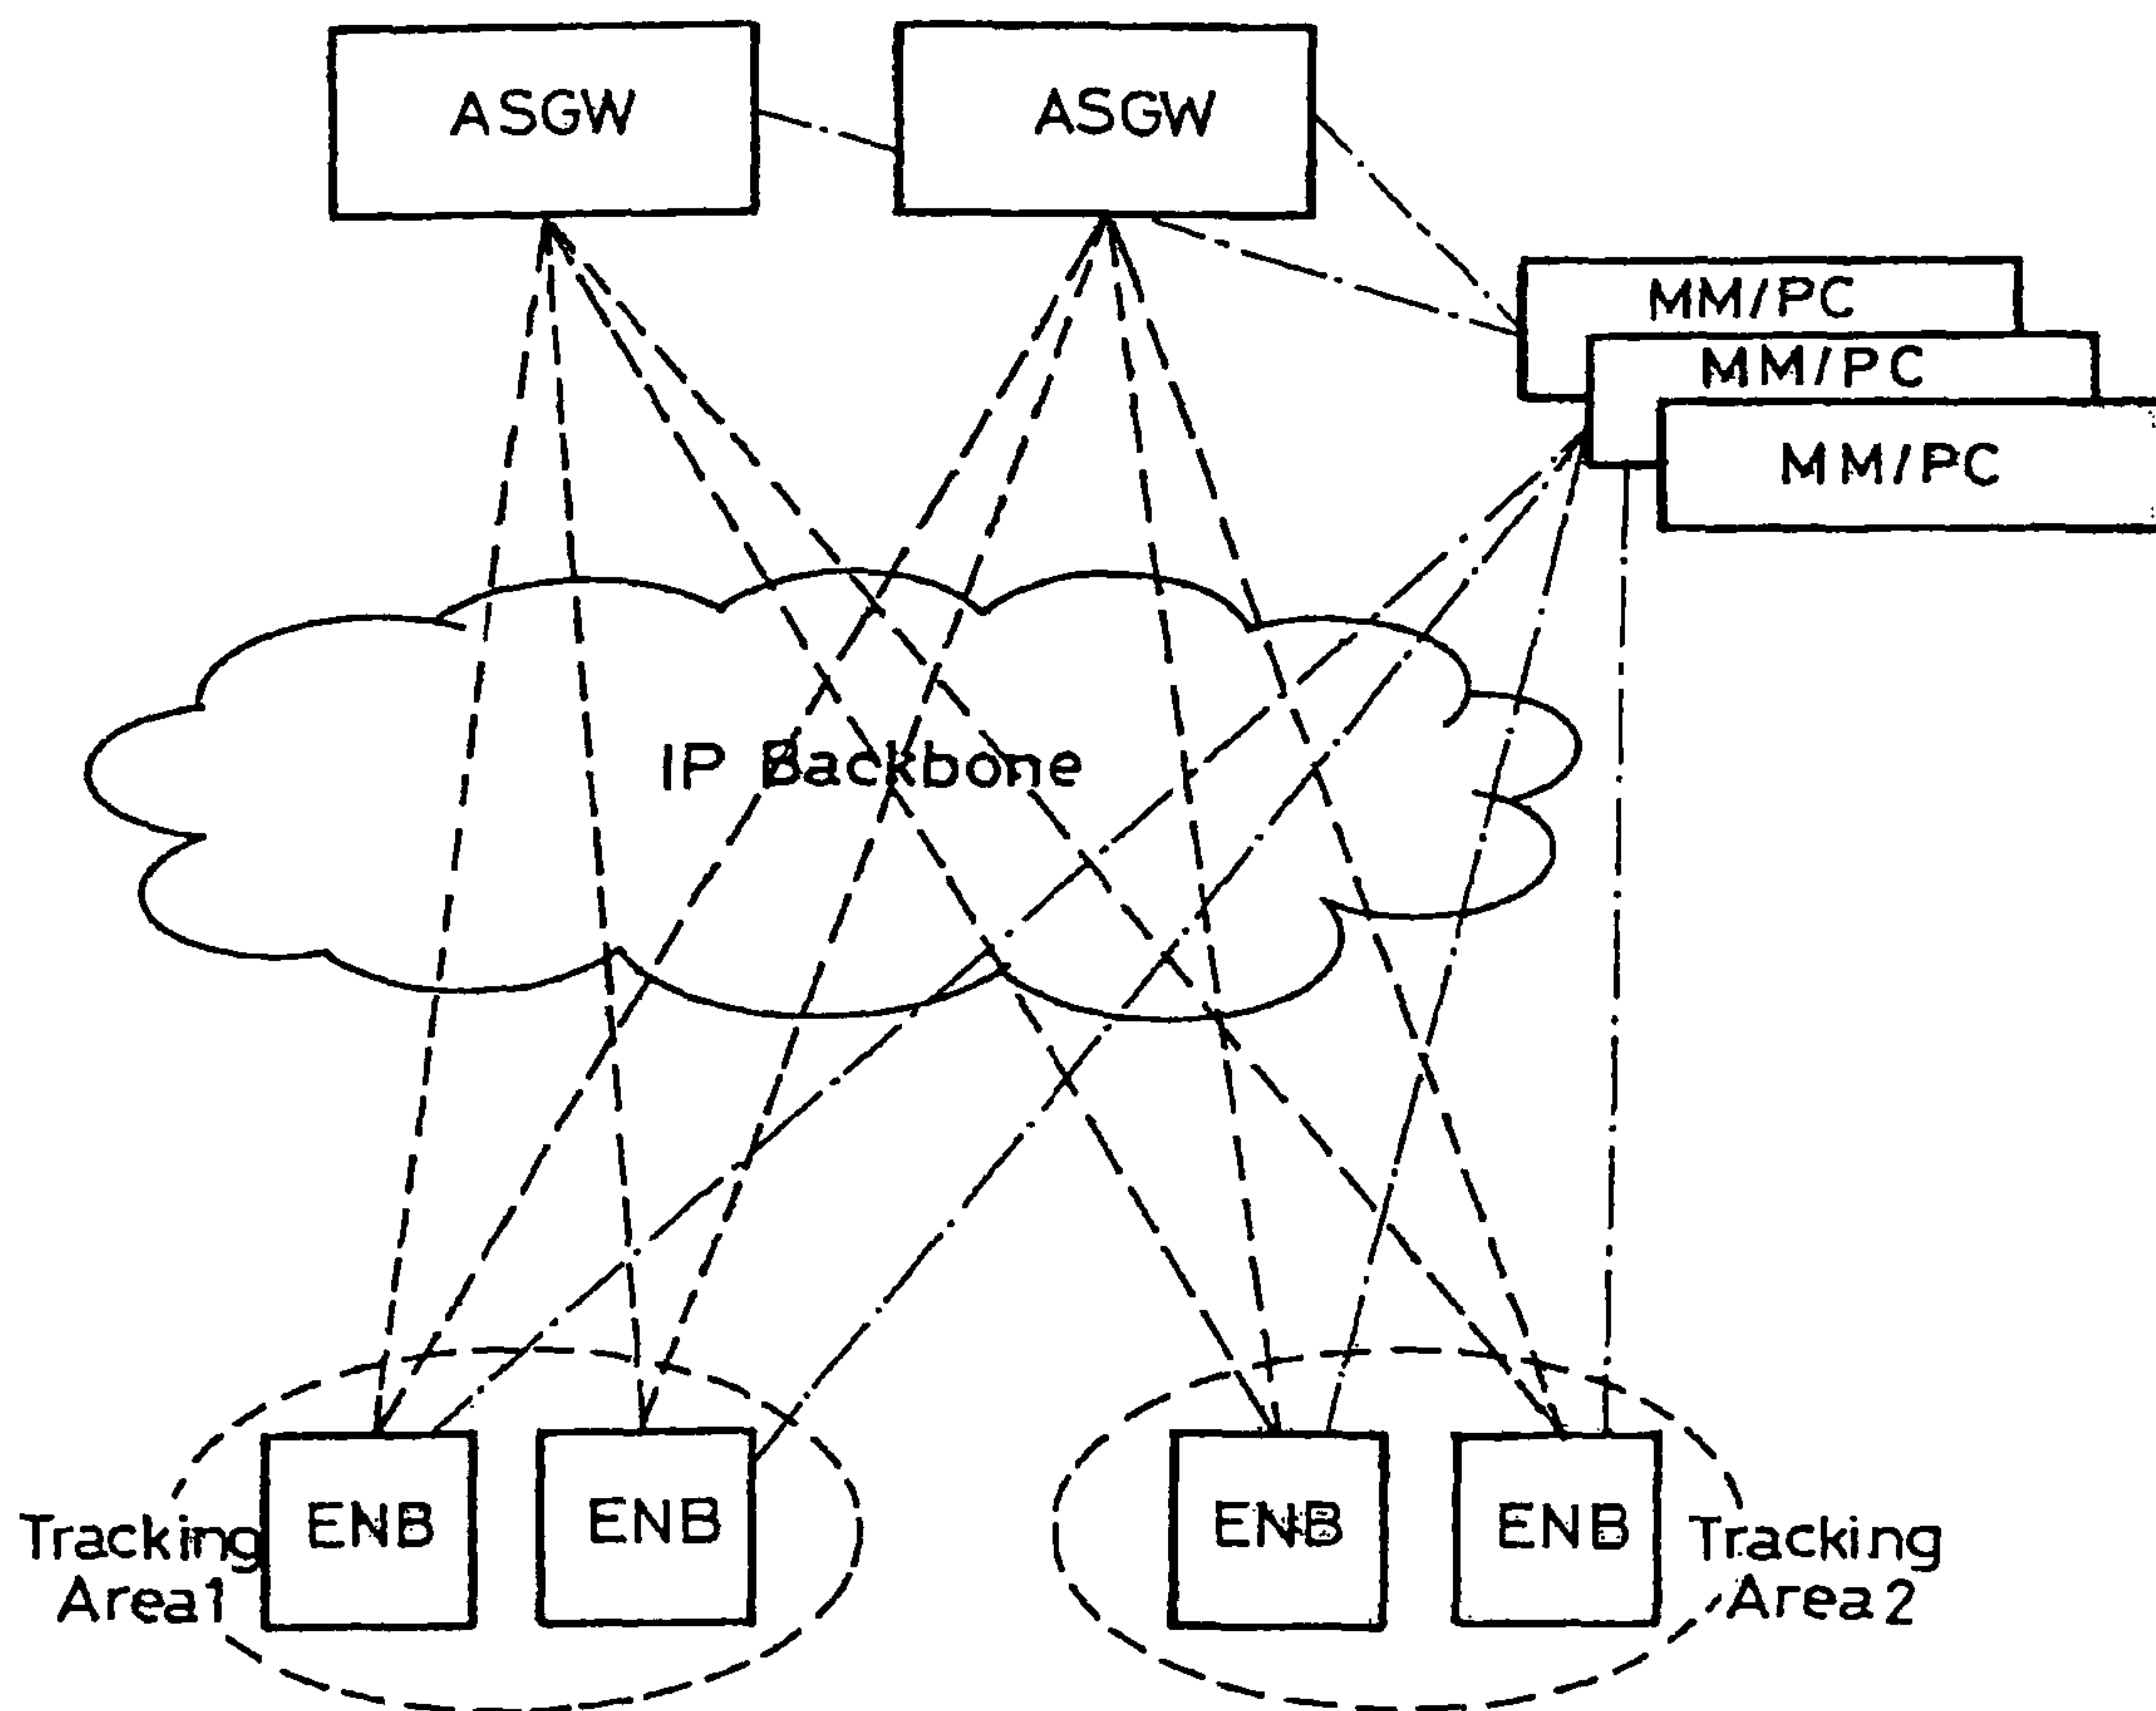 ASGW
ASGW
MM/PC
MM/PC
MM/PC
IP Backbone
ENB
ENB
ENB
ENB
Tracking
Area1
Tracking
Area2